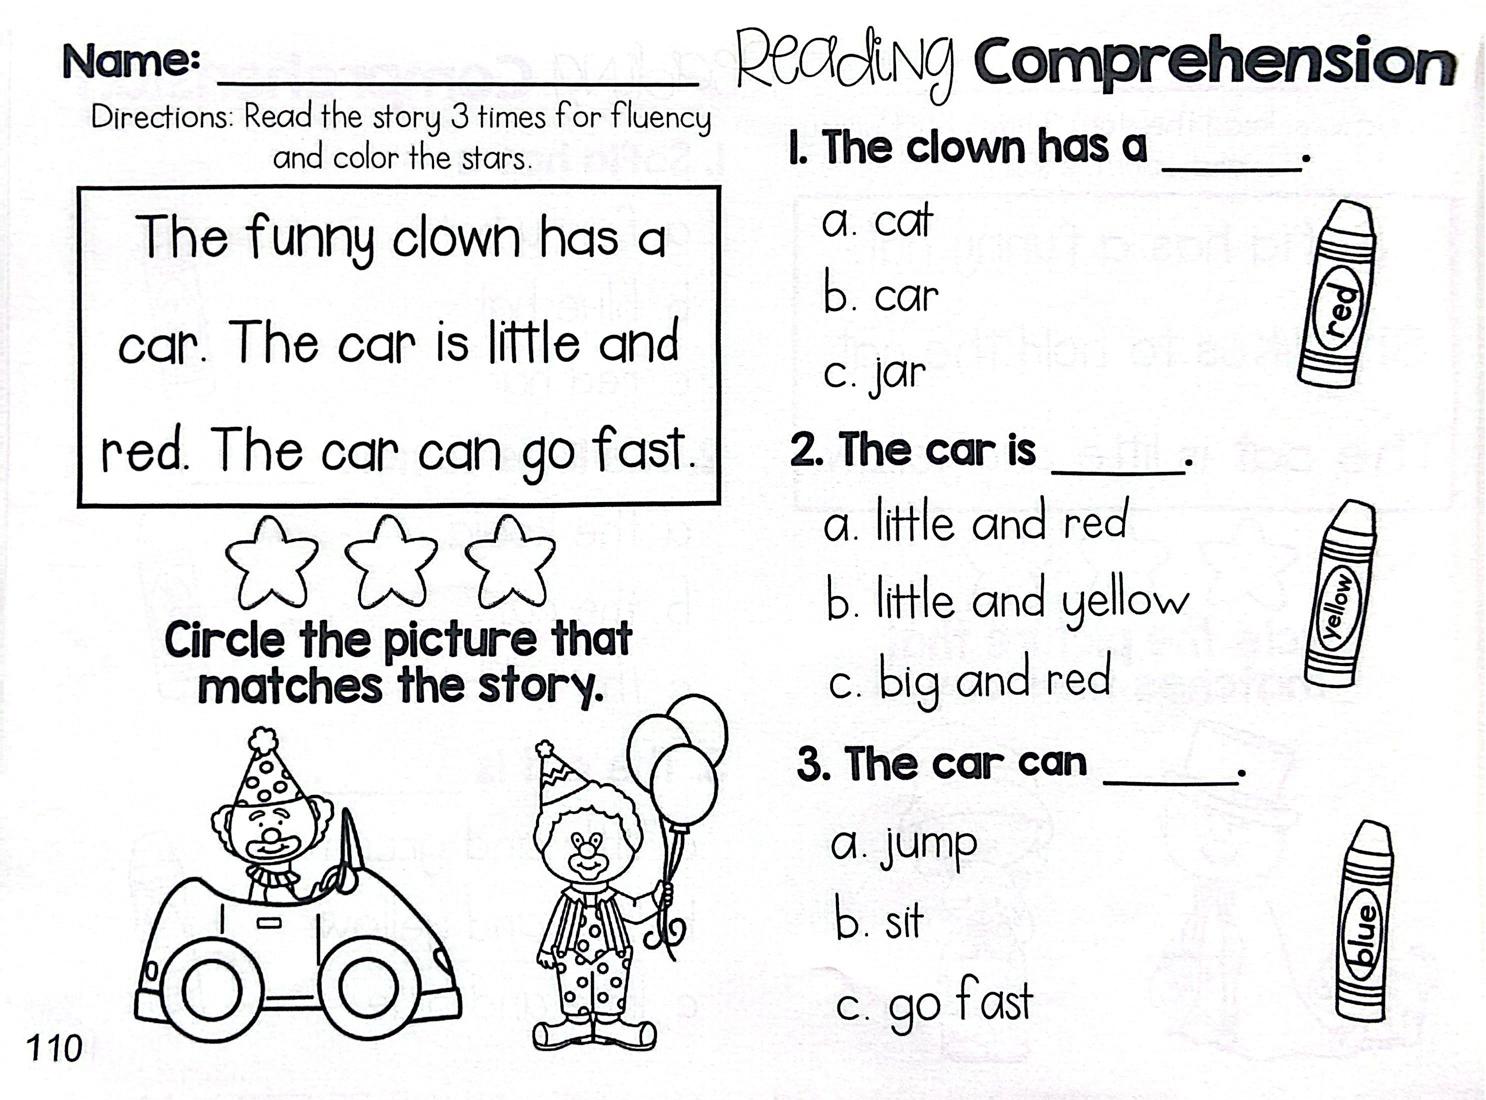 Name: ____________
Directions: Read the story 3 times for fluency
and color the stars.
The funny clown has a
car. The car is little and
red. The car can go fast.
Circle the picture that
matches the story.
110
Reading Comprehension
1. The clown has a ______.
a. cat
b. car
c. jar
red
2. The car is ______.
a. little and red
b. little and yellow
c. big and red
yellow
3. The car can ______.
a. jump
b. sit
c. go fast
blue